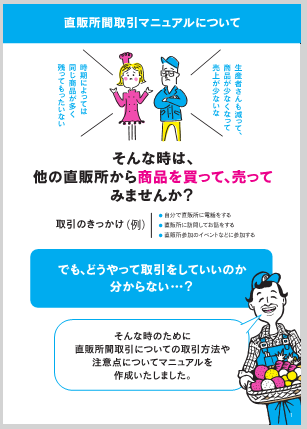 直販所間取引マニュアルについて
時期によっては
同じ商品が多く
残ってもったいない
生産者さんも減って、
商品が少なくなって
売上が少ないな
そんな時は、
他の直販所から商品を買って、売って
みませんか？
取引のきっかけ（例）
● 自分で直販所に電話をする
● 直販所に訪問してお話をする
● 直販所参加のイベントなどに参加する
でも、どうやって取引をしていいのか
分からない…？
そんな時のために
直販所間取引についての取引方法や
注意点についてマニュアルを
作成いたしました。